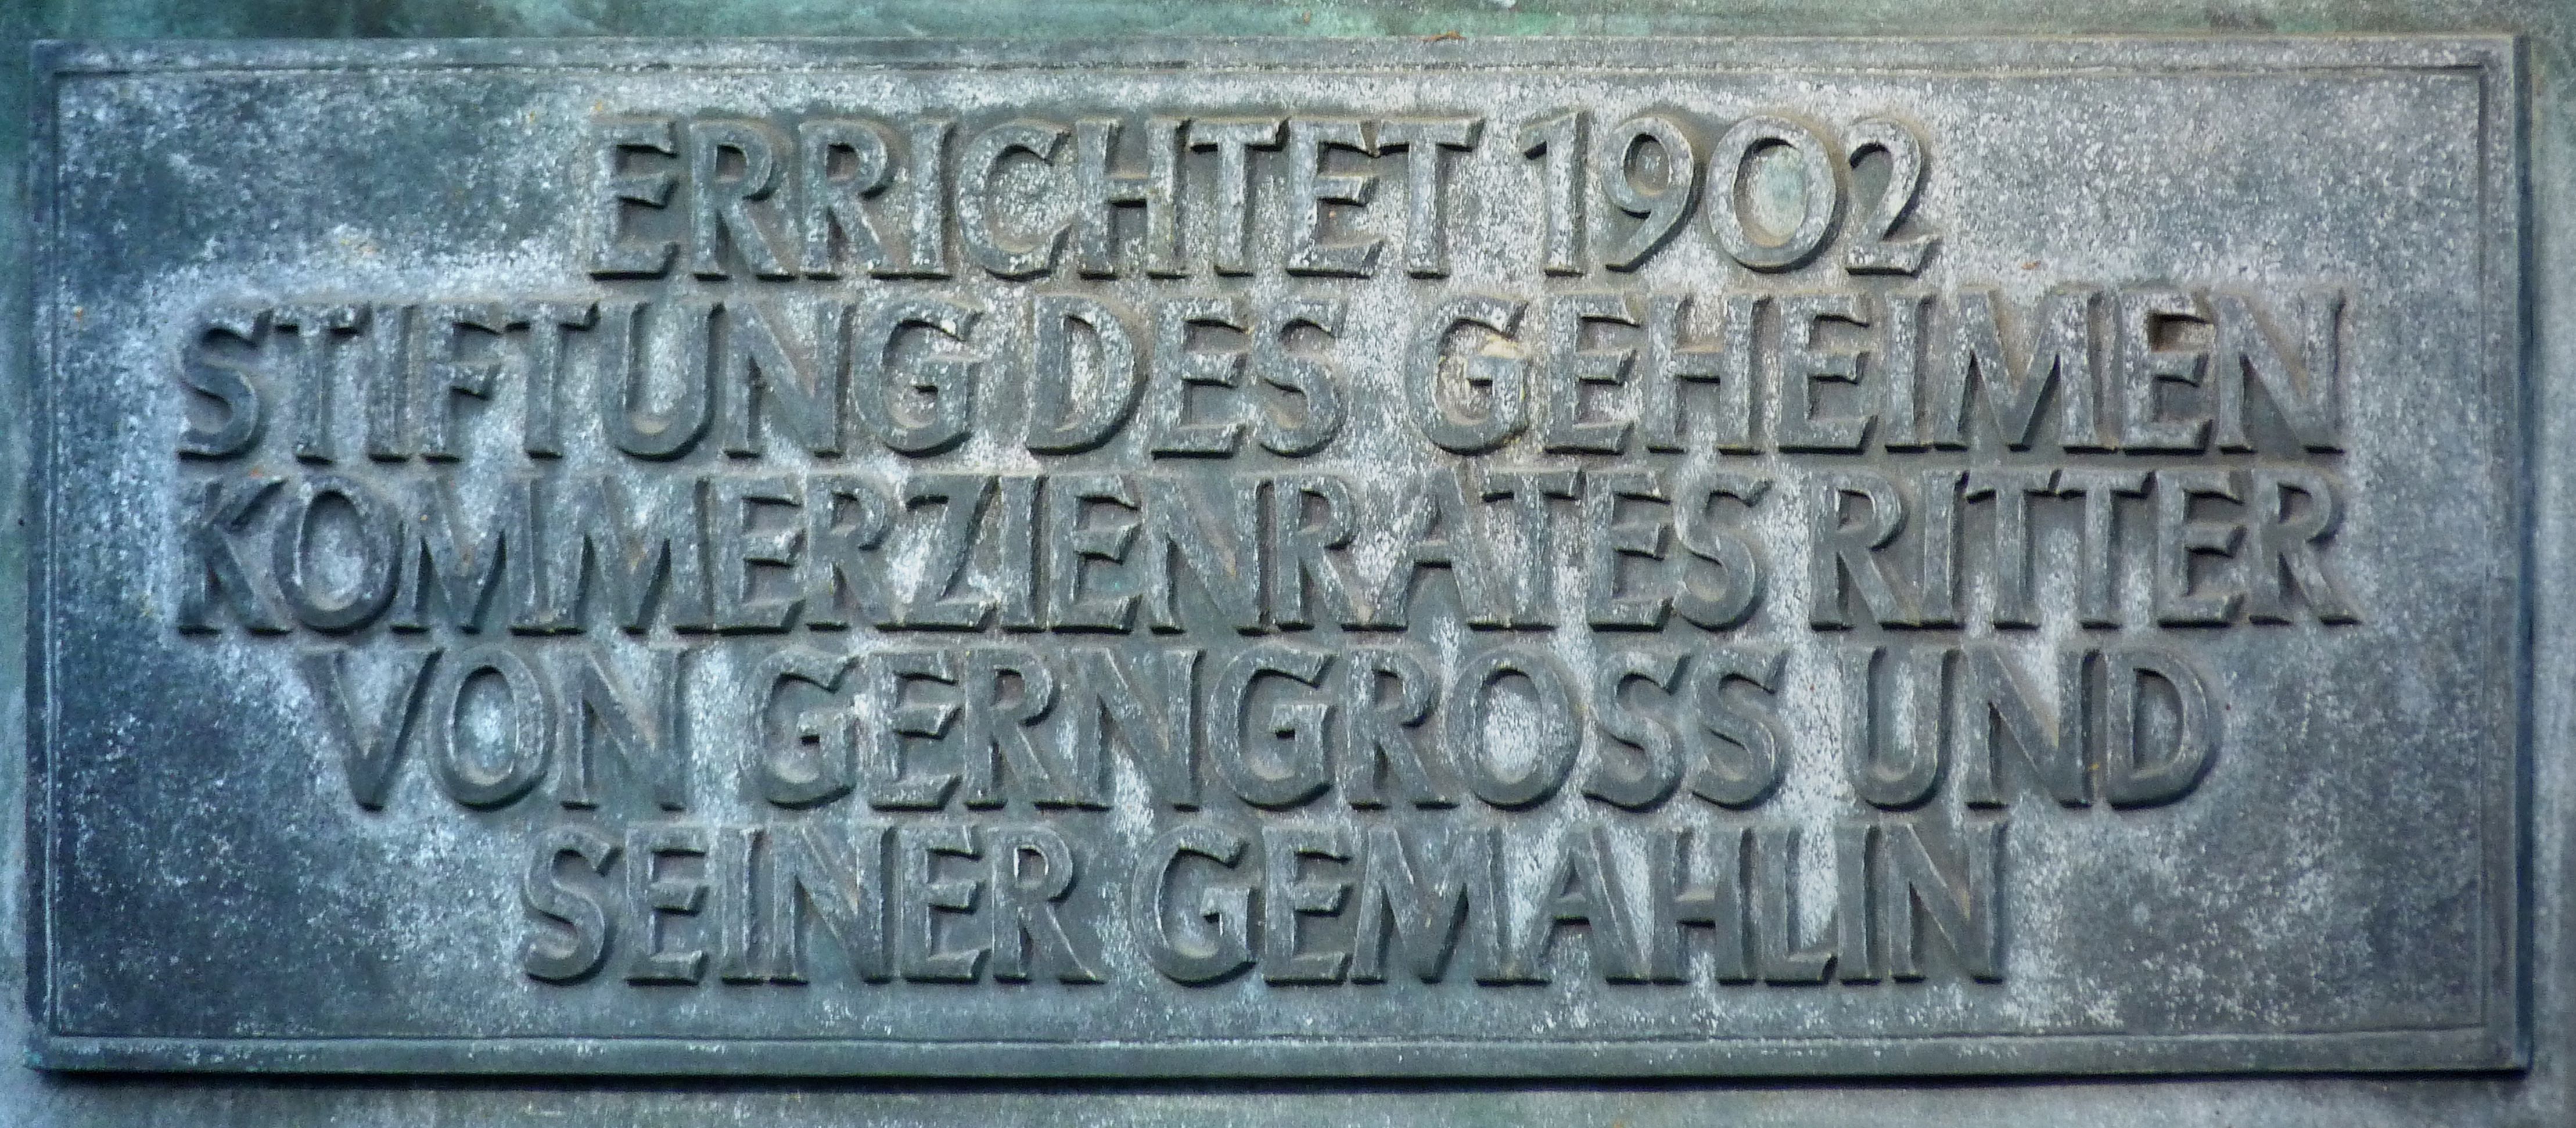 ERRICHTET 1902
STIFTUNG DES GEHEIMEN
KOMMERZIENRATES RITTER
VON GERNGROSS UND
SEINER GEMAHLIN